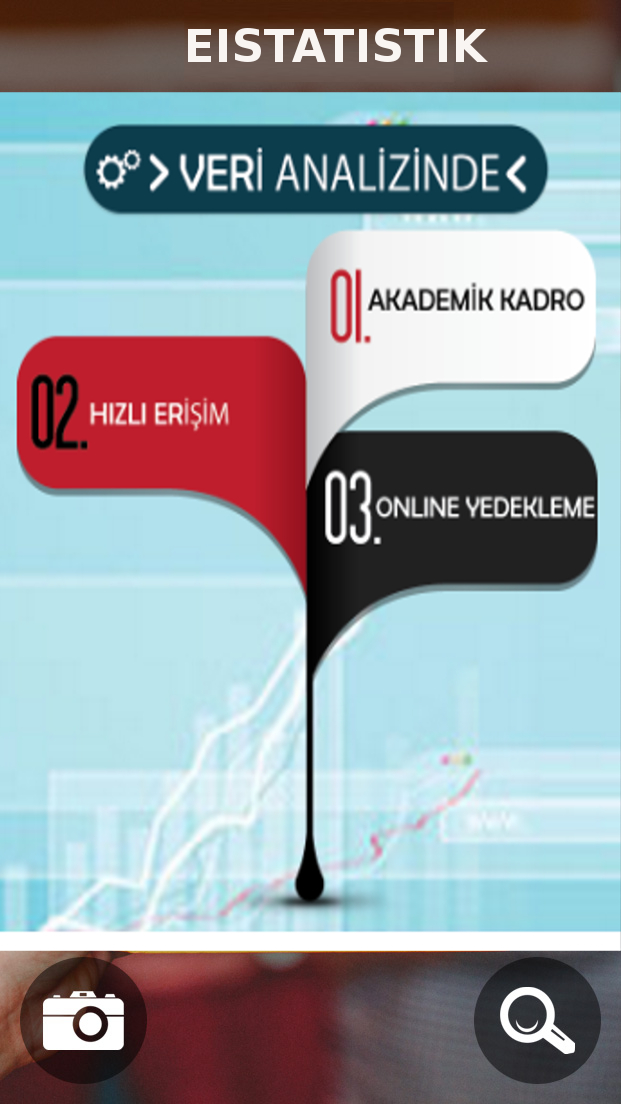 EISTATISTIK
VERİ ANALİZİNDE
01. AKADEMİK KADRO
02. HIZLI ERİŞİM
03. ONLINE YEDEKLEME